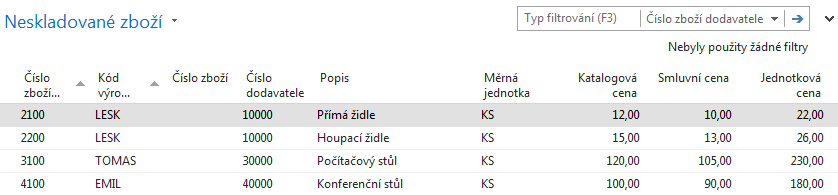 Neskladované zboží
Typ filtrování (F3) Číslo zboží dodavatele
Nebyly použity žádné filtry
Číslo zboží... Kód výro... Číslo zboží Číslo dodavatele Popis Měrná jednotka Katalogová cena Smluvní cena Jednotková cena
2100 LESK 10000 Přímá židle KS 12,00 10,00 22,00
2200 LESK 10000 Houpací židle KS 15,00 13,00 26,00
3100 TOMAS 30000 Počítačový stůl KS 120,00 105,00 230,00
4100 EMIL 40000 Konferenční stůl KS 100,00 90,00 180,00